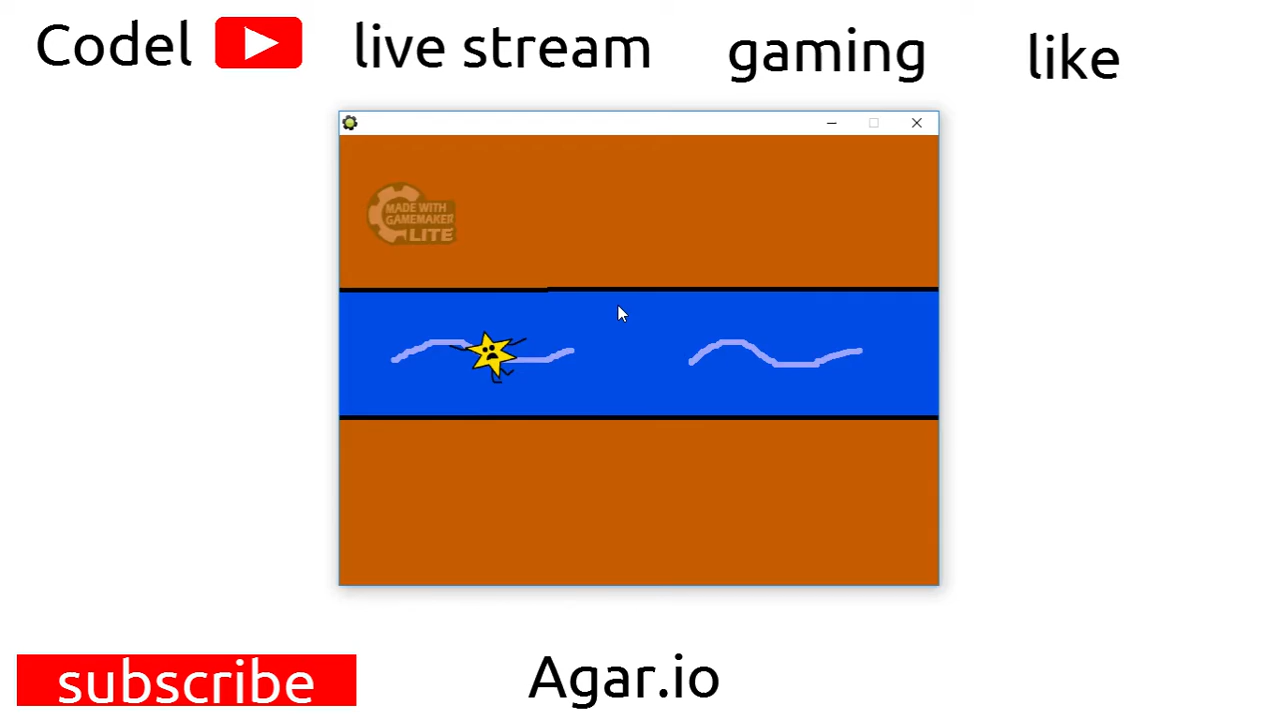 Codel
live stream
gaming
like
MADE WITH
GAMEMAKER
LITE
subscribe
Agar.io